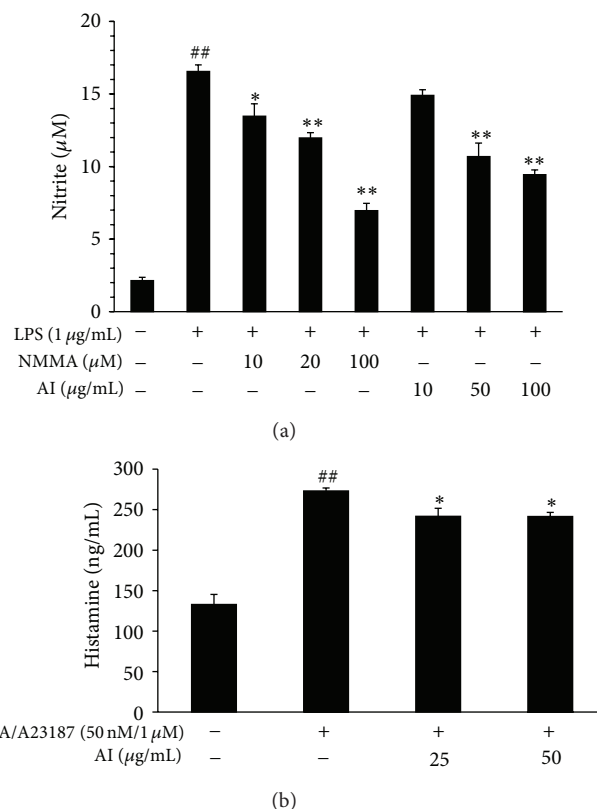 20
15
10
5
0
Nitrite (μM)
##
*
**
**
**
**
LPS (1 μg/mL) − + + + + + + +
NMMA (μM) − − 10 20 100 − − −
AI (μg/mL) − − − − − 10 50 100
(a)
300
250
200
150
100
50
0
Histamine (ng/mL)
##
*
*
A/A23187 (50 nM/1 μM) − + + +
AI (μg/mL) − − 25 50
(b)